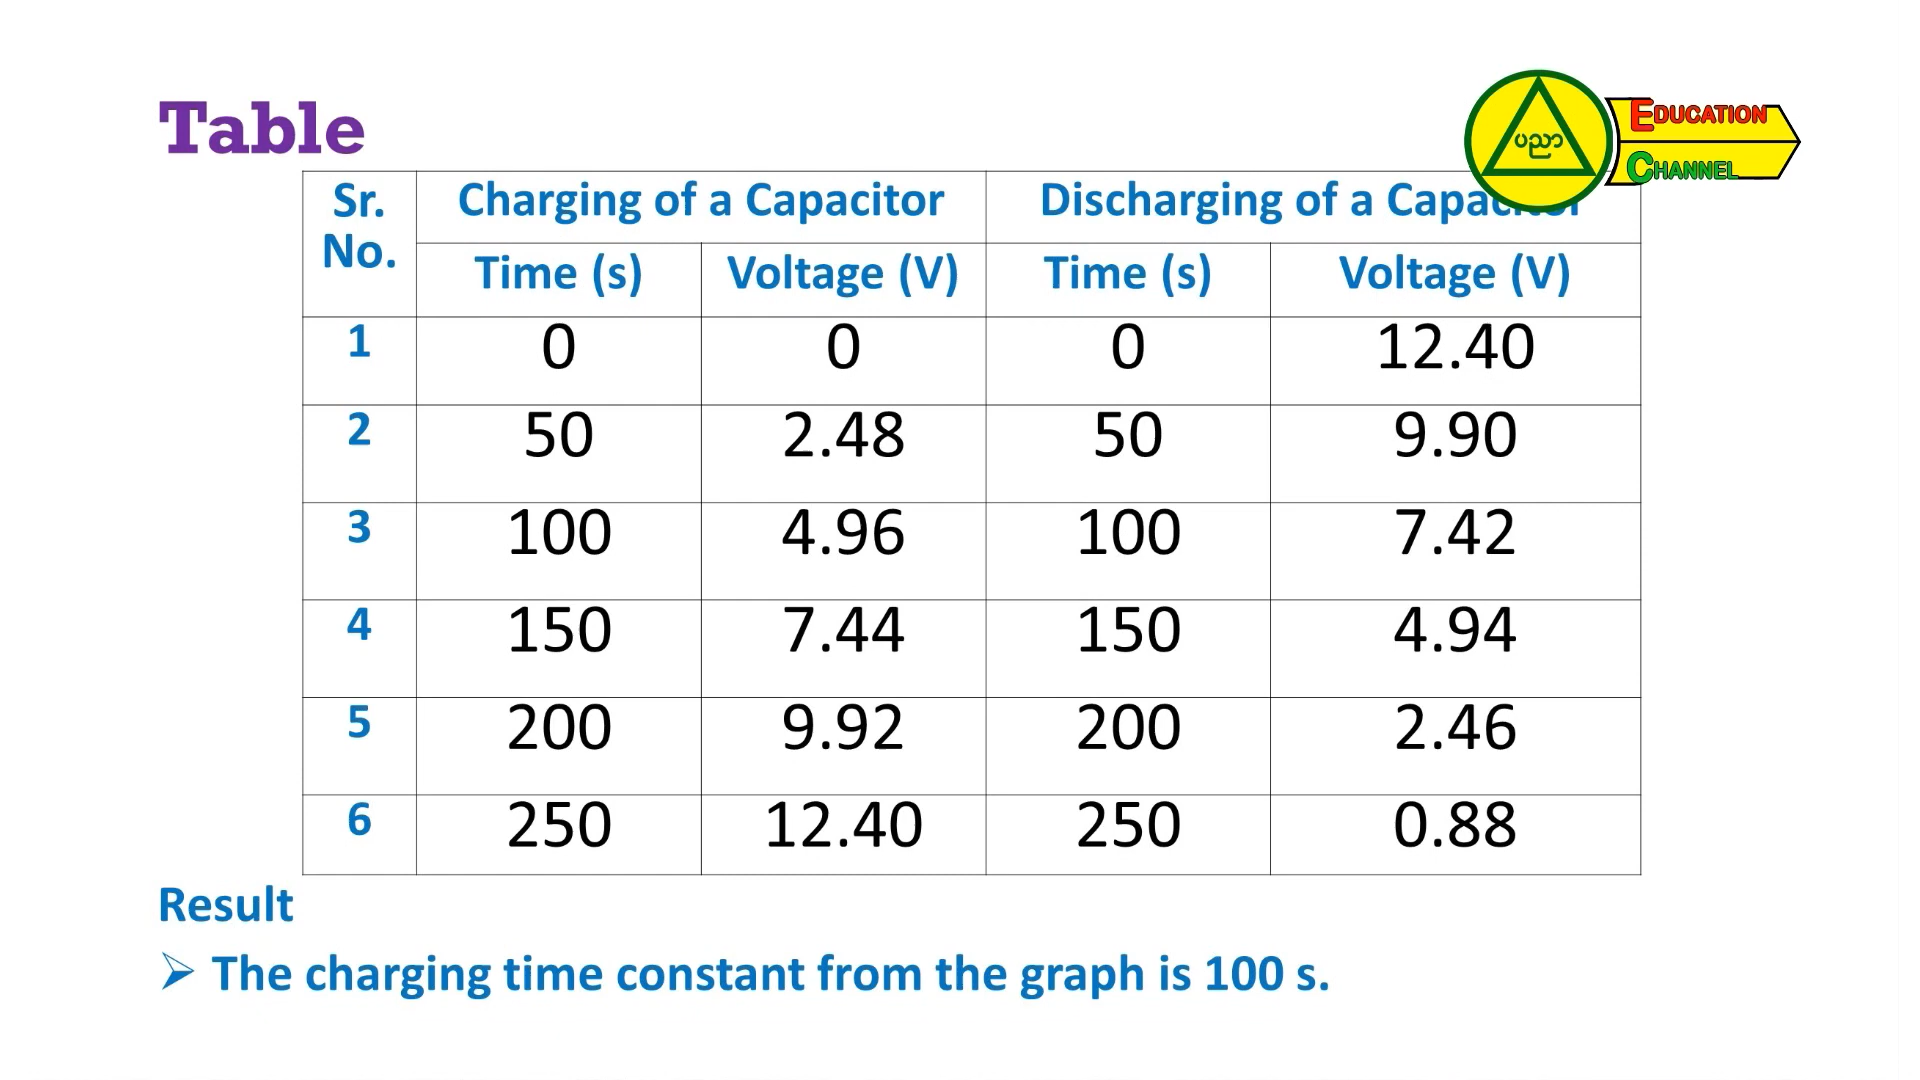 Table
ပညာ
EDUCATION
CHANNEL
Sr. No. Charging of a Capacitor Discharging of a
Time (s) Voltage (V) Time (s) Voltage (V)
1 0 0 0 12.40
2 50 2.48 50 9.90
3 100 4.96 100 7.42
4 150 7.44 150 4.94
5 200 9.92 200 2.46
6 250 12.40 250 0.88
Result
➢ The charging time constant from the graph is 100 s.